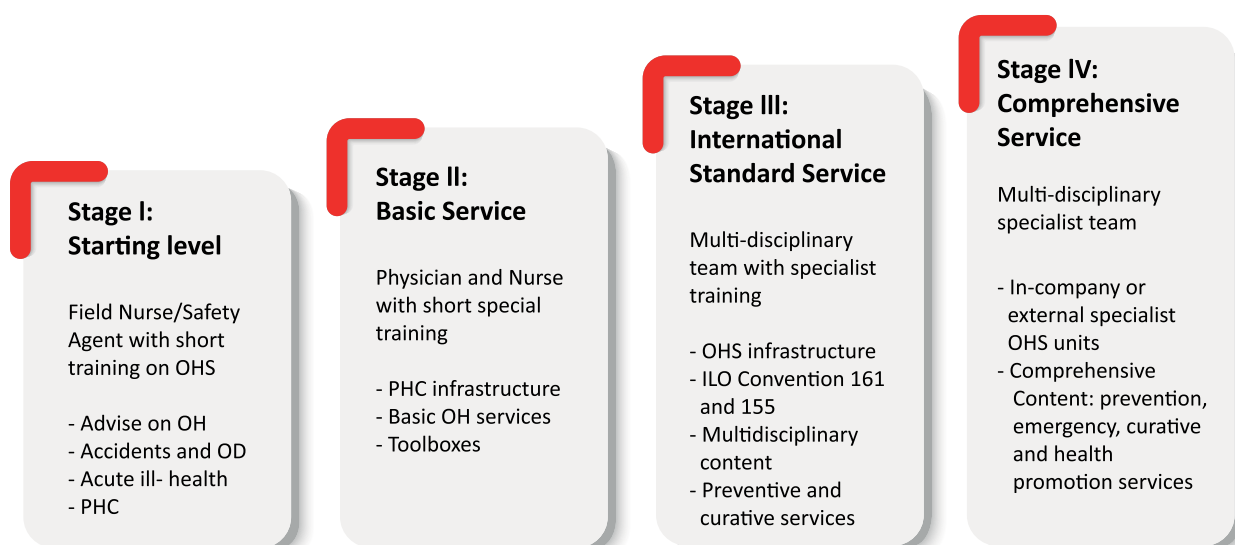 Stage I:
Starting level
Field Nurse/Safety
Agent with short
training on OHS
- Advise on OH
- Accidents and OD
- Acute ill- health
- PHC
Stage II:
Basic Service
Physician and Nurse
with short special
training
- PHC infrastructure
- Basic OH services
- Toolboxes
Stage III:
International
Standard Service
Multi-disciplinary
team with specialist
training
- OHS infrastructure
- ILO Convention 161
and 155
- Multidisciplinary
content
- Preventive and
curative services
Stage IV:
Comprehensive
Service
Multi-disciplinary
specialist team
- In-company or
external specialist
OHS units
- Comprehensive
Content: prevention,
emergency, curative
and health
promotion services